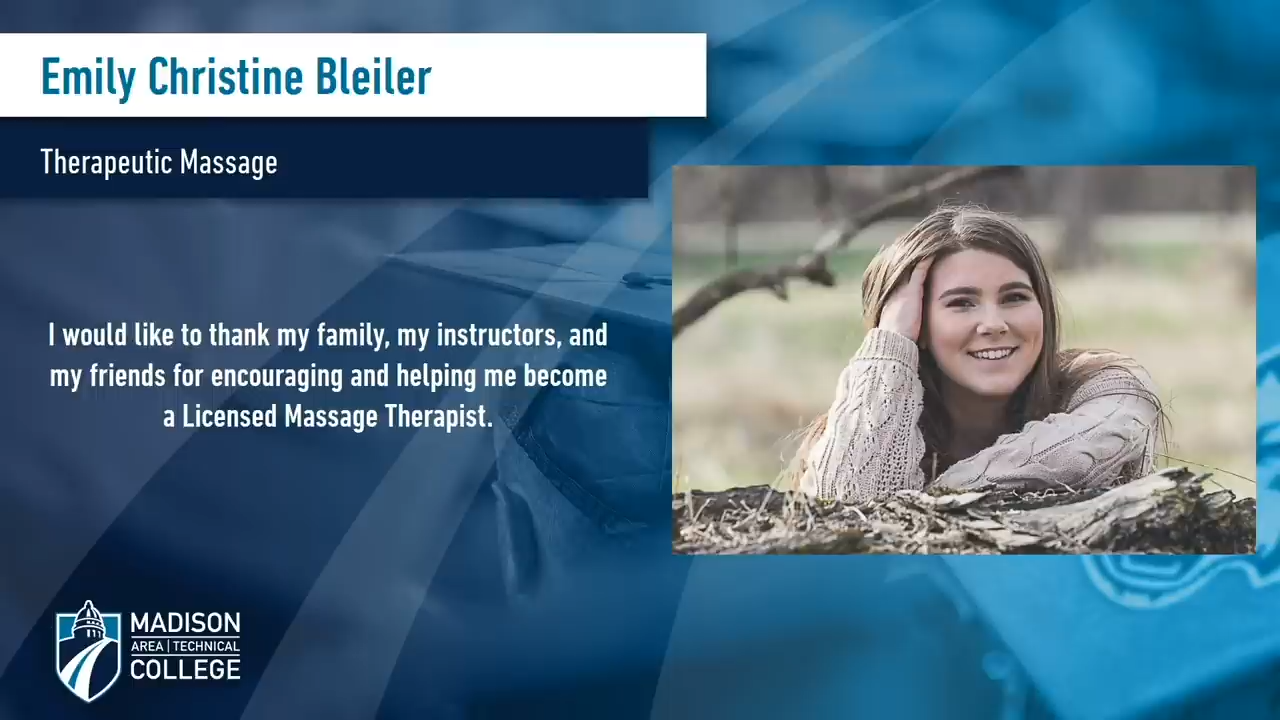 Emily Christine Bleiler
Therapeutic Massage
I would like to thank my family, my instructors, and
my friends for encouraging and helping me become
a Licensed Massage Therapist.
MADISON
AREA | TECHNICAL
COLLEGE